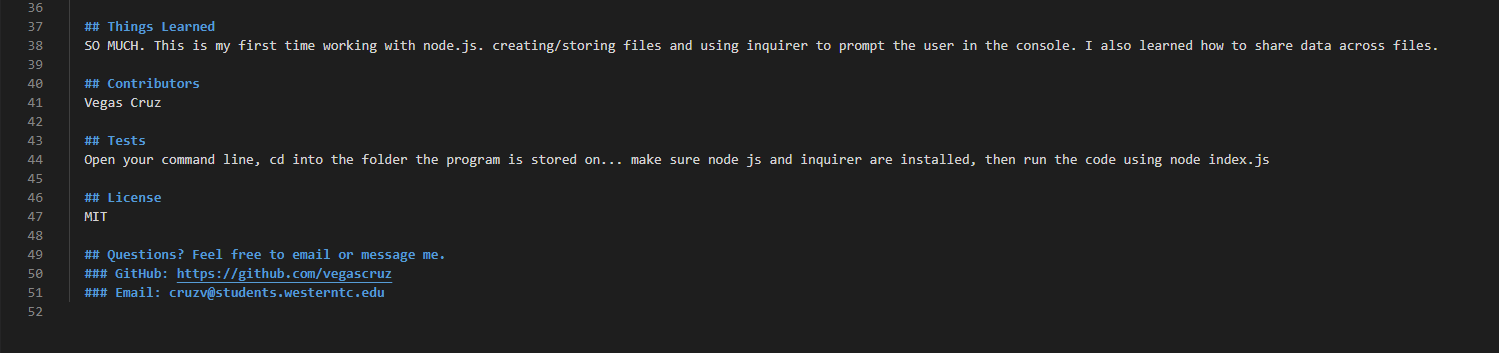 36
37 ## Things Learned
38 SO MUCH. This is my first time working with node.js. creating/storing files and using inquirer to prompt the user in the console. I also learned how to share data across files.
39
40 ## Contributors
41 Vegas Cruz
42
43 ## Tests
44 Open your command line, cd into the folder the program is stored on... make sure node js and inquirer are installed, then run the code using node index.js
45
46 ## License
47 MIT
48
49 ## Questions? Feel free to email or message me.
50 ### GitHub: https://github.com/vegascruz
51 ### Email: cruzv@students.westerntc.edu
52